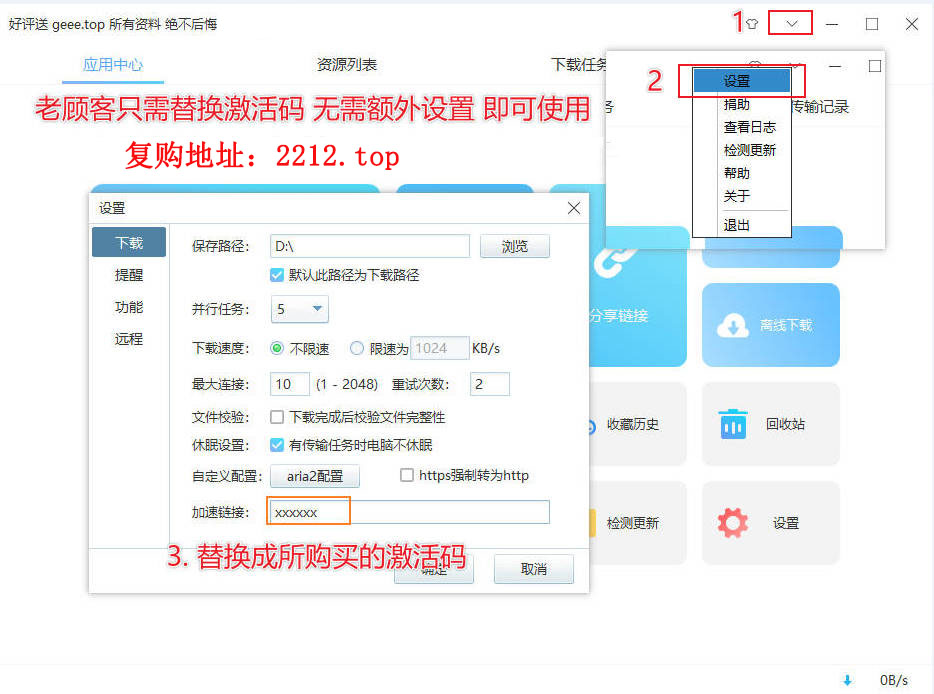 好评送 geee.top 所有资料 绝不后悔
1
应用中心
资源列表
下载任务
2
设置
捐助
查看日志
检测更新
帮助
关于
退出
传输记录
老顾客只需替换激活码 无需额外设置 即可使用
复购地址：2212.top
设置
下载
提醒
功能
远程
保存路径：
D:\
浏览
默认此路径为下载路径
并行任务：
5
下载速度：
不限速
限速为
1024
KB/s
最大连接：
10
(1 - 2048)
重试次数：
2
文件校验：
下载完成后校验文件完整性
休眠设置：
有传输任务时电脑不休眠
自定义配置：
aria2配置
https强制转为http
加速链接：
xxxxxx
3. 替换成所购买的激活码
确定
取消
分享链接
离线下载
收藏历史
回收站
检测更新
设置
0B/s